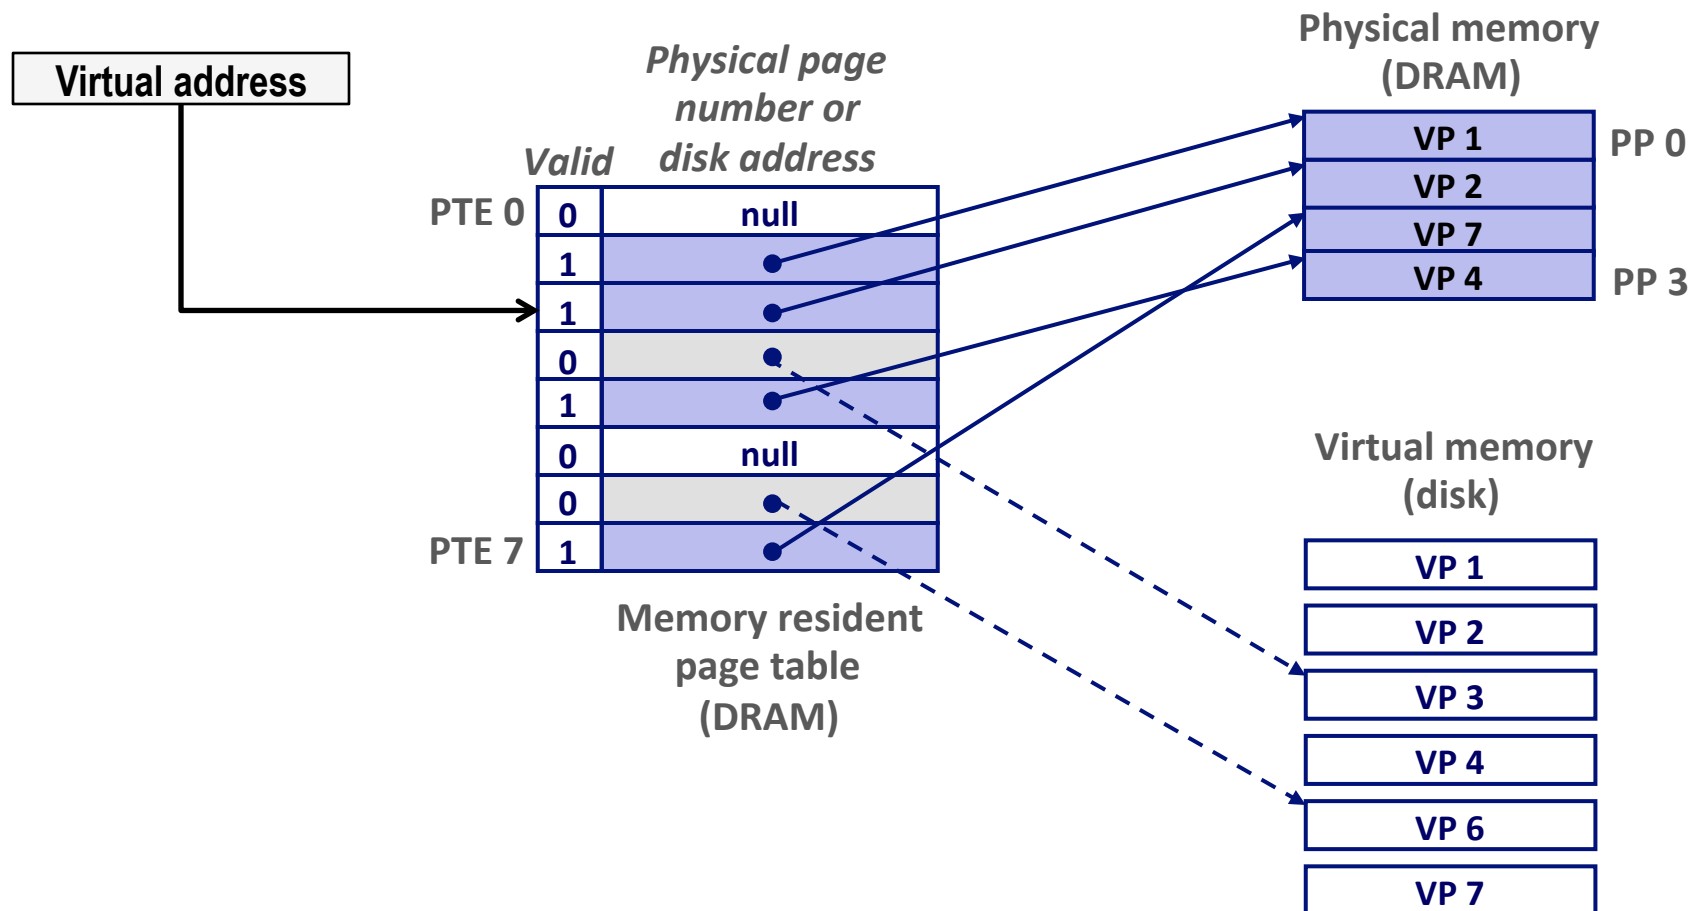 Virtual address
Physical page
number or
disk address
Valid
PTE 0
0 null
1
1
0
1
0 null
0
PTE 7 1
Memory resident
page table
(DRAM)
Physical memory
(DRAM)
VP 1 PP 0
VP 2
VP 7
VP 4 PP 3
Virtual memory
(disk)
VP 1
VP 2
VP 3
VP 4
VP 6
VP 7